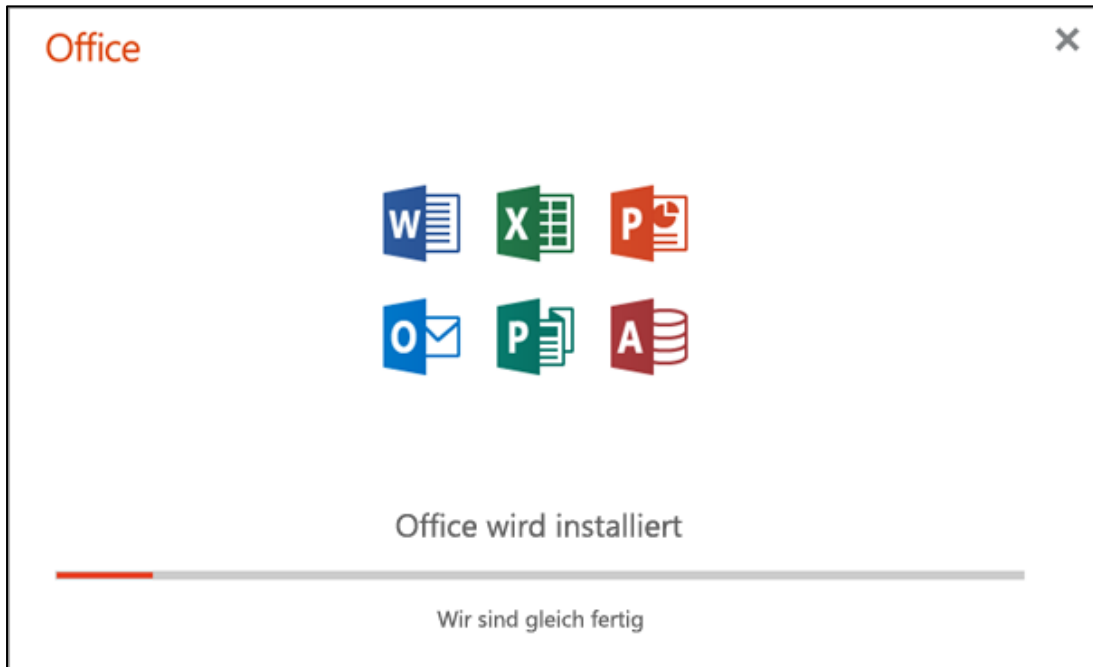 Office
W X P
O P A
Office wird installiert
Wir sind gleich fertig